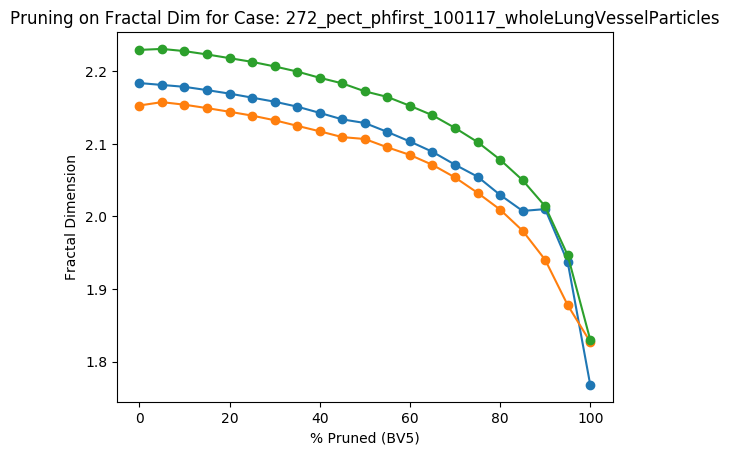 Pruning on Fractal Dim for Case: 272_pect_phfirst_100117_wholeLungVesselParticles
2.2
2.1
2.0
1.9
1.8
Fractal Dimension
0 20 40 60 80 100
% Pruned (BV5)